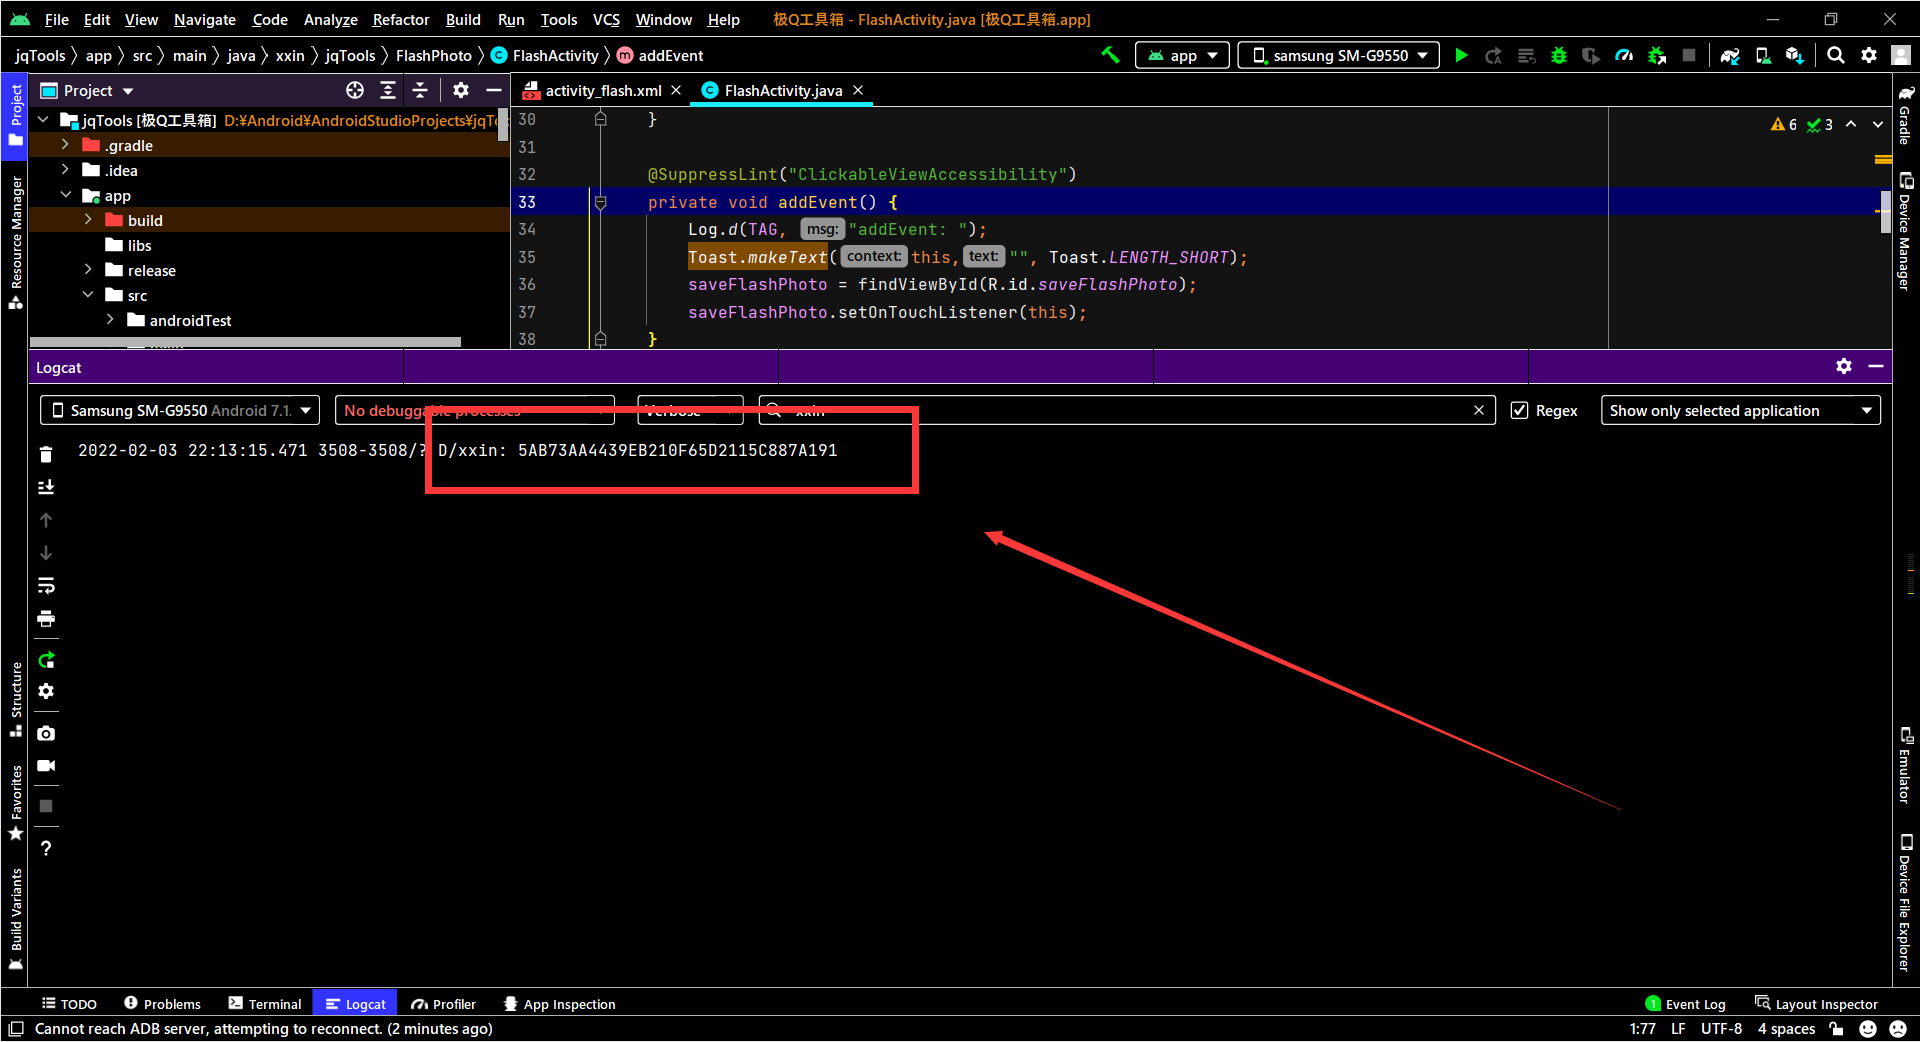 File Edit View Navigate Code Analyze Refactor Build Run Tools VCS Window Help 极Q工具箱 - FlashActivity.java [极Q工具箱.app]
jqTools app src main java xxin jqTools FlashPhoto C FlashActivity m addEvent app samsung SM-G9550
Project
activity_flash.xml
C FlashActivity.java
jqTools [极Q工具箱] D:¥Android¥AndroidStudioProjects¥jqTo
.gradle
.idea
app
build
libs
release
src
androidTest
30 }
31
32 @SuppressLint("ClickableViewAccessibility")
33 private void addEvent() {
34 Log.d(TAG, msg: "addEvent: ");
35 Toast.makeText( context: this, text: "", Toast.LENGTH_SHORT);
36 saveFlashPhoto = findViewById(R.id.saveFlashPhoto);
37 saveFlashPhoto.setOnTouchListener(this);
38 }
6 3
Logcat
Samsung SM-G9550 Android 7.1. No debuggable processes Verbose xxin Regex Show only selected application
2022-02-03 22:13:15.471 3508-3508/? D/xxin: 5AB73AA4439EB210F65D2115C887A191
Project
Resource Manager
Structure
Favorites
Build Variants
Gradle
Device Manager
Emulator
Device File Explorer
TODO Problems Terminal Logcat Profiler App Inspection 1 Event Log Layout Inspector
Cannot reach ADB server, attempting to reconnect. (2 minutes ago) 1:77 LF UTF-8 4 spaces